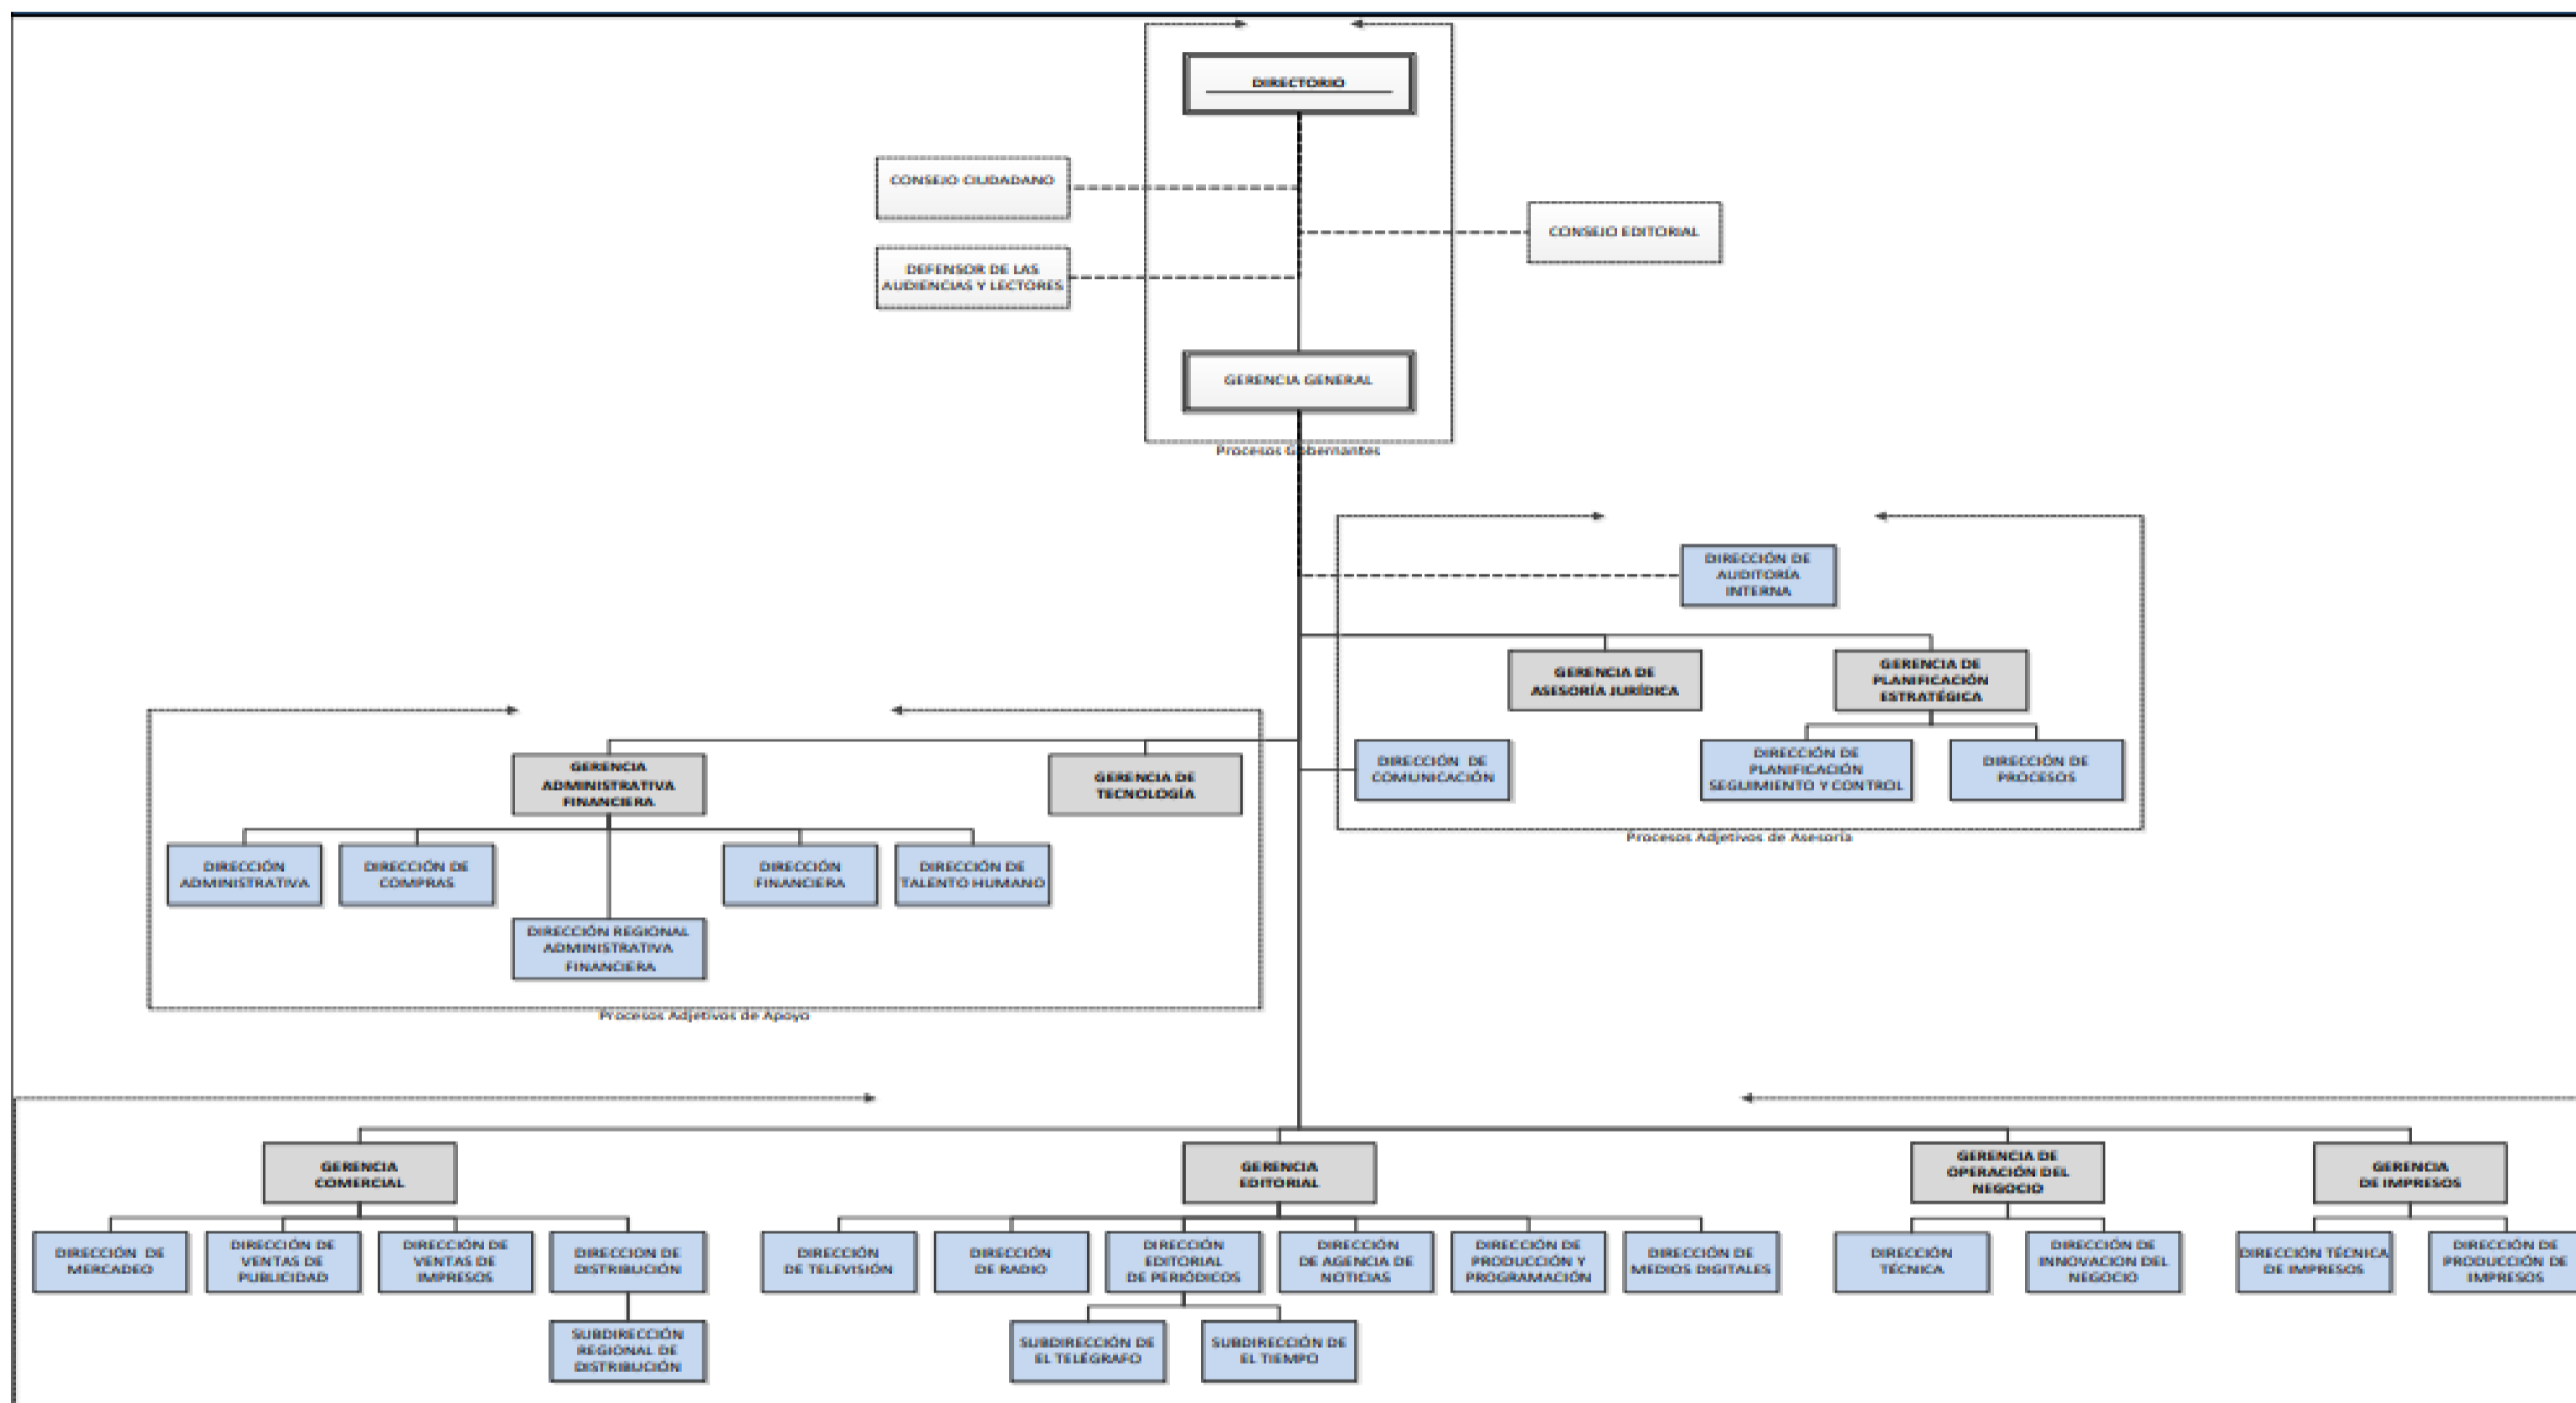 DIRECTORIO
CONSEJO CIUDADANO
CONSEJO EDITORIAL
DEFENSOR DE LAS
AUDIENCIAS Y LECTORES
GERENCIA GENERAL
Procesos Gobernantes
DIRECCIÓN DE
AUDITORÍA
INTERNA
GERENCIA DE
ASESORÍA JURÍDICA
GERENCIA DE
PLANIFICACIÓN
ESTRATÉGICA
DIRECCIÓN DE
COMUNICACIÓN
DIRECCIÓN DE
PLANIFICACIÓN
SEGUIMIENTO Y CONTROL
DIRECCIÓN DE
PROCESOS
Procesos Adjetivos de Asesoría
GERENCIA
ADMINISTRATIVA
FINANCIERA
GERENCIA DE
TECNOLOGÍA
DIRECCIÓN
ADMINISTRATIVA
DIRECCIÓN DE
COMPRAS
DIRECCIÓN
FINANCIERA
DIRECCIÓN DE
TALENTO HUMANO
DIRECCIÓN REGIONAL
ADMINISTRATIVA
FINANCIERA
Procesos Adjetivos de Apoyo
GERENCIA
COMERCIAL
GERENCIA
EDITORIAL
GERENCIA DE
OPERACIÓN DEL
NEGOCIO
GERENCIA
DE IMPRESOS
DIRECCIÓN DE
MERCADEO
DIRECCIÓN DE
VENTAS DE
PUBLICIDAD
DIRECCIÓN DE
VENTAS DE
IMPRESOS
DIRECCION DE
DISTRIBUCIÓN
DIRECCIÓN
DE TELEVISIÓN
DIRECCIÓN
DE RADIO
DIRECCIÓN
EDITORIAL
DE PERIÓDICOS
DIRECCIÓN
DE AGENCIA DE
NOTICIAS
DIRECCIÓN DE
PRODUCCIÓN Y
PROGRAMACIÓN
DIRECCIÓN DE
MEDIOS DIGITALES
DIRECCIÓN
TÉCNICA
DIRECCIÓN DE
INNOVACION DEL
NEGOCIO
DIRECCIÓN TÉCNICA
DE IMPRESOS
DIRECCIÓN DE
PRODUCCIÓN DE
IMPRESOS
SUBDIRECCIÓN
REGIONAL DE
DISTRIBUCIÓN
SUBDIRECCIÓN DE
EL TELÉGRAFO
SUBDIRECCIÓN DE
EL TIEMPO